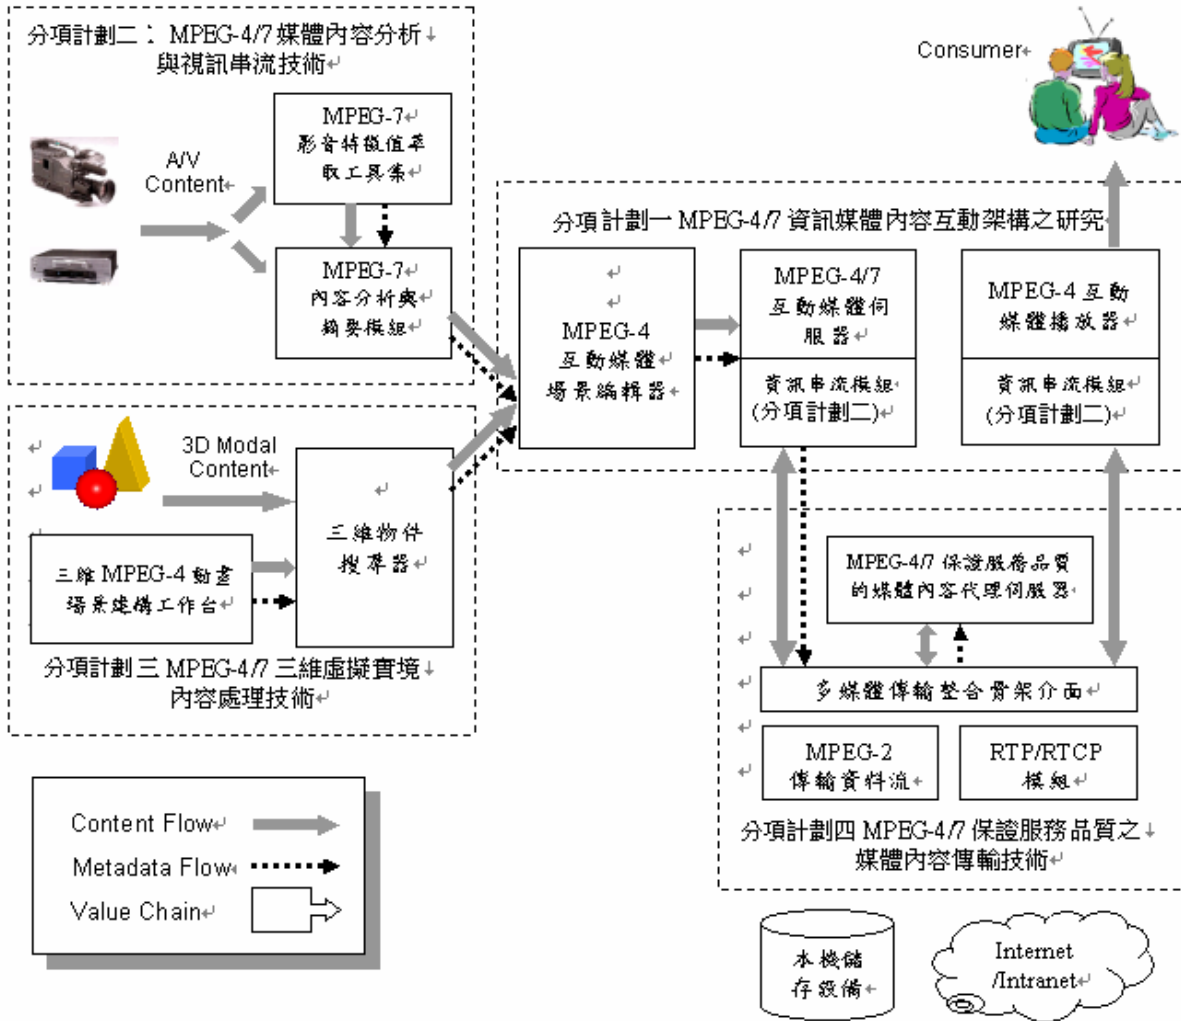 分項計劃二：MPEG-4/7 媒體內容分析↓
與視訊串流技術↵
A/V
Content↵
MPEG-7↵
影音特徵值萃
取工具集↵
MPEG-7↵
內容分析與↵
摘要模組↵
Consumer↵
分項計劃一 MPEG-4/7 資訊媒體內容互動架構之研究↵
↵
↵
MPEG-4
互動媒體↵
場景編輯器↵
MPEG-4/7
互動媒體伺
服器↵
資訊串流模組↵
(分項計劃二)↵
MPEG-4 互動
媒體播放器↵
資訊串流模組↵
(分項計劃二)↵
↵
↵
↵
3D Modal
Content↵
↵
三維物件
搜尋器↵
三維 MPEG-4 動畫
場景建構工作台↵
分項計劃三 MPEG-4/7 三維虛擬實境↓
內容處理技術↵
↵
↵
↵
↵
↵
↵
MPEG-4/7 保證服務品質
的媒體內容代理伺服器↵
多媒體傳輸整合骨架介面↵
MPEG-2
傳輸資料流↵
RTP/RTCP
模組↵
分項計劃四 MPEG-4/7 保證服務品質之↓
媒體內容傳輸技術↵
Content Flow↵
Metadata Flow↵
Value Chain↵
本機儲
存設備↵
Internet
/Intranet↵